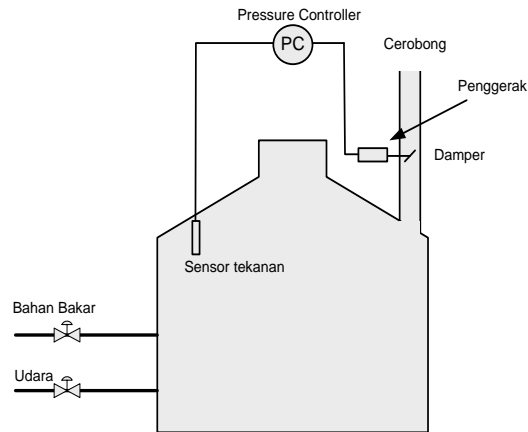 Pressure Controller
PC
Cerobong
Penggerak
Damper
Sensor tekanan
Bahan Bakar
Udara